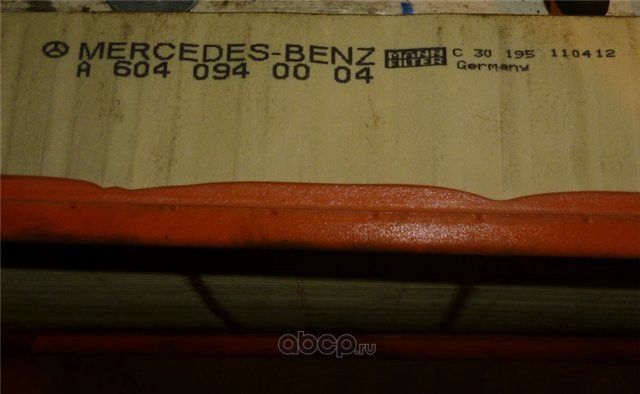 MERCEDES-BENZ MANN FILTER C 30 195 110412
A 604 094 00 04 Germany
abcp.ru